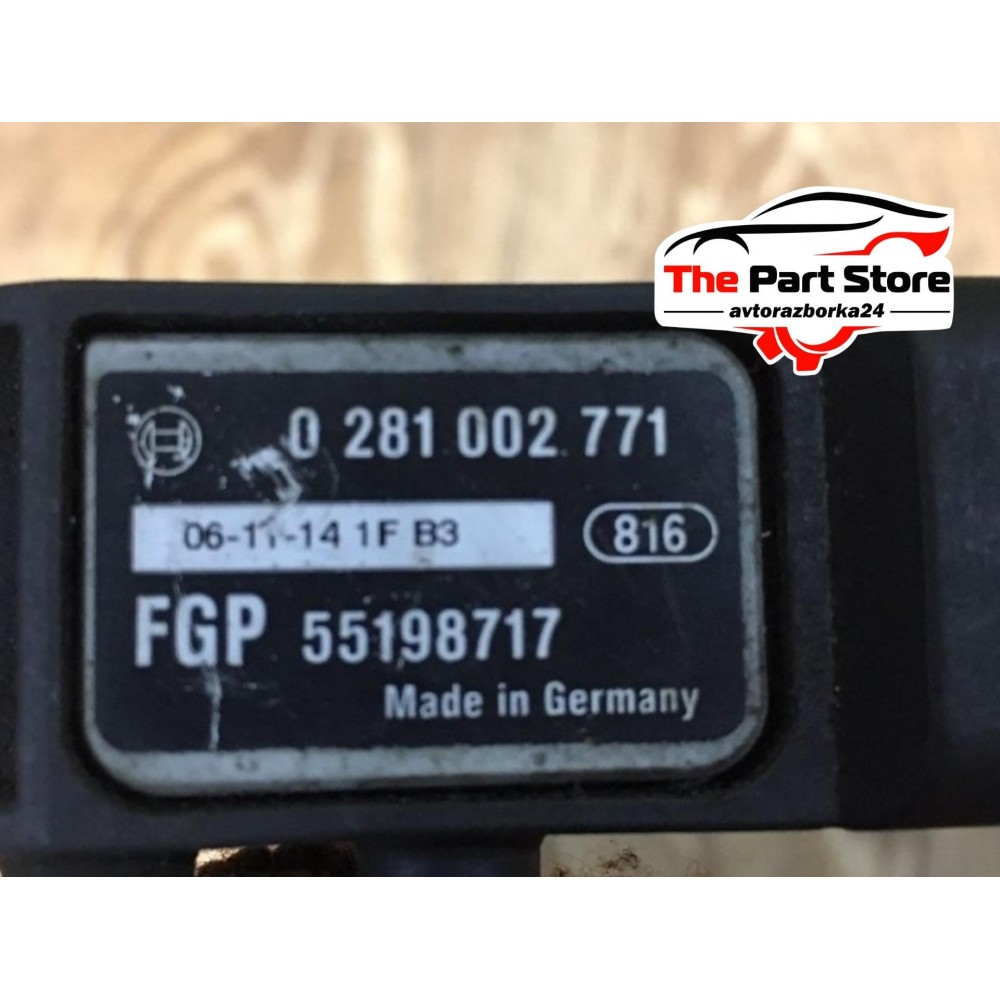 The Part Store
avtorazborka24
0 281 002 771
06-11-14 1F B3
816
FGP 55198717
Made in Germany